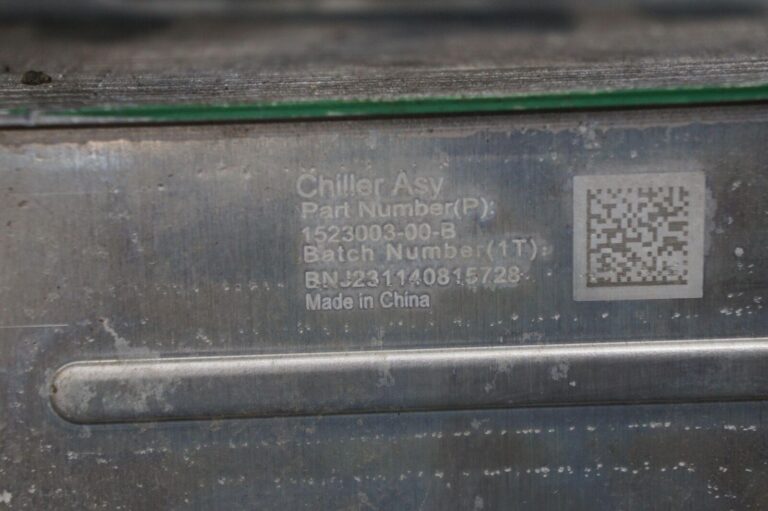 Chiller Asy
Part Number(P):
1523003-00-B
Batch Number(1T):
BNJ231140815728
Made in China